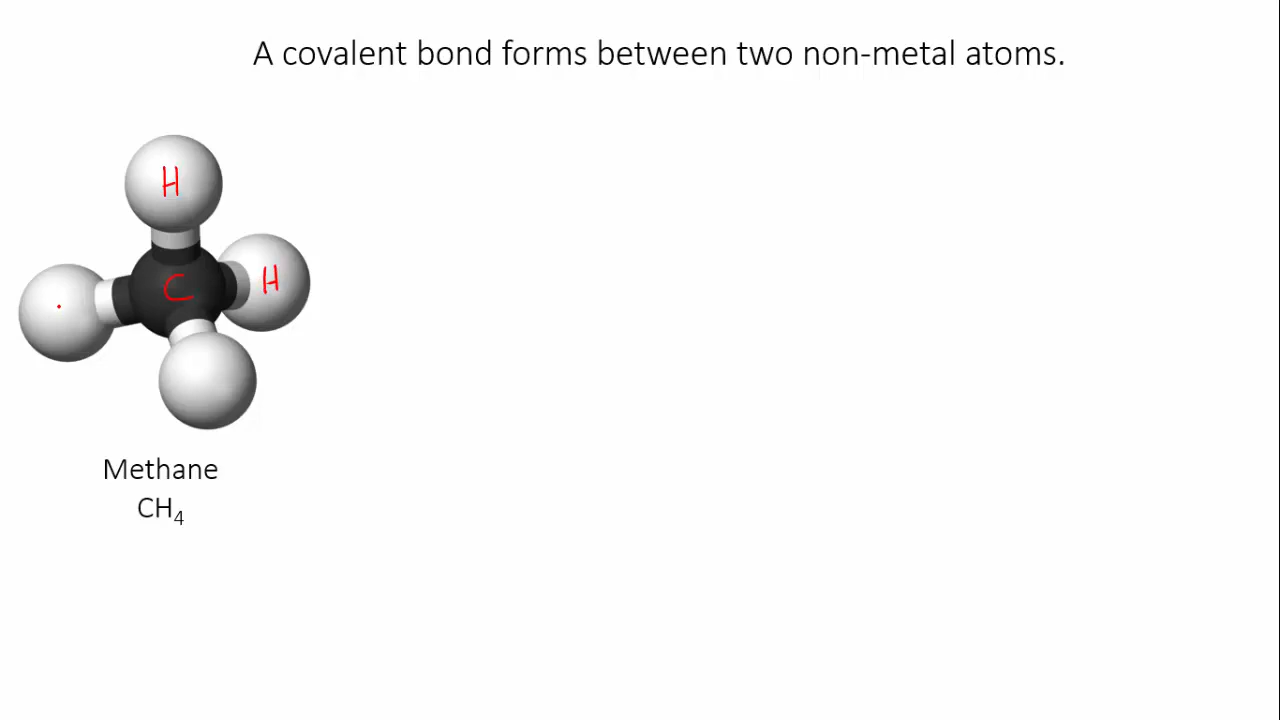 A covalent bond forms between two non-metal atoms.
H
C
H
Methane
CH₄